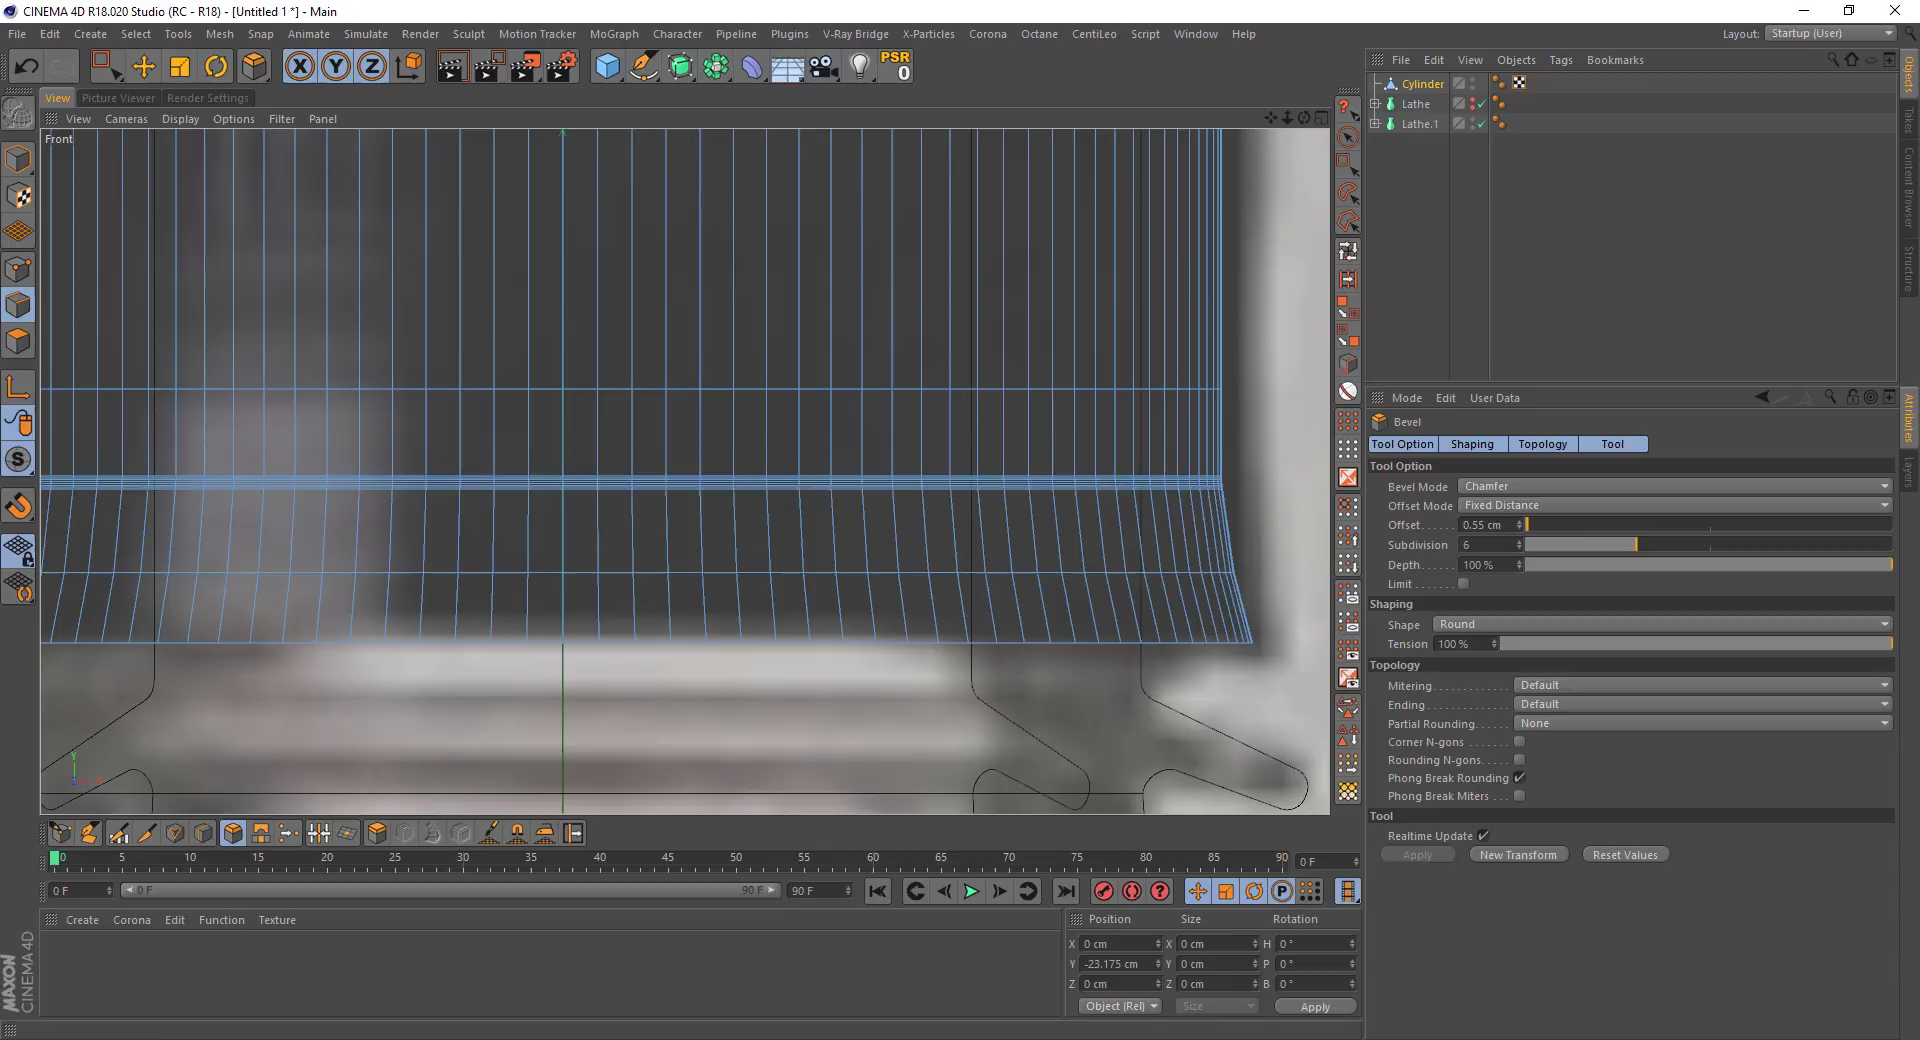 CINEMA 4D R18.020 Studio (RC - R18) - [Untitled 1 *] - Main
File Edit Create Select Tools Mesh Snap Animate Simulate Render Sculpt Motion Tracker MoGraph Character Pipeline Plugins V-Ray Bridge X-Particles Corona Octane CentiLeo Script Window Help
Layout: Startup (User)
X Y Z PSR
0
File Edit View Objects Tags Bookmarks
Cylinder
Lathe
Lathe.1
View Picture Viewer Render Settings
View Cameras Display Options Filter Panel
Front
Y
Objects
Takes
Content Browser
Structure
Mode Edit User Data
Attributes
Layers
Bevel
Tool Option Shaping Topology Tool
Tool Option
Bevel Mode Chamfer
Offset Mode Fixed Distance
Offset . . . . . 0.55 cm
Subdivision 6
Depth. . . . . . 100 %
Limit . . . . . . .
Shaping
Shape Round
Tension 100 %
Topology
Mitering . . . . . . . . . . . Default
Ending . . . . . . . . . . . . Default
Partial Rounding. . . . . None
Corner N-gons . . . . . . .
Rounding N-gons. . . . .
Phong Break Rounding
Phong Break Miters . . .
Tool
Realtime Update
Apply New Transform Reset Values
0 5 10 15 20 25 30 35 40 45 50 55 60 65 70 75 80 85 90 0 F
0 F 0 F 90 F 90 F
Create Corona Edit Function Texture
Position Size Rotation
X 0 cm X 0 cm H 0 °
Y -23.175 cm Y 0 cm P 0 °
Z 0 cm Z 0 cm B 0 °
Object (Rel) Size Apply
MAXON
CINEMA 4D